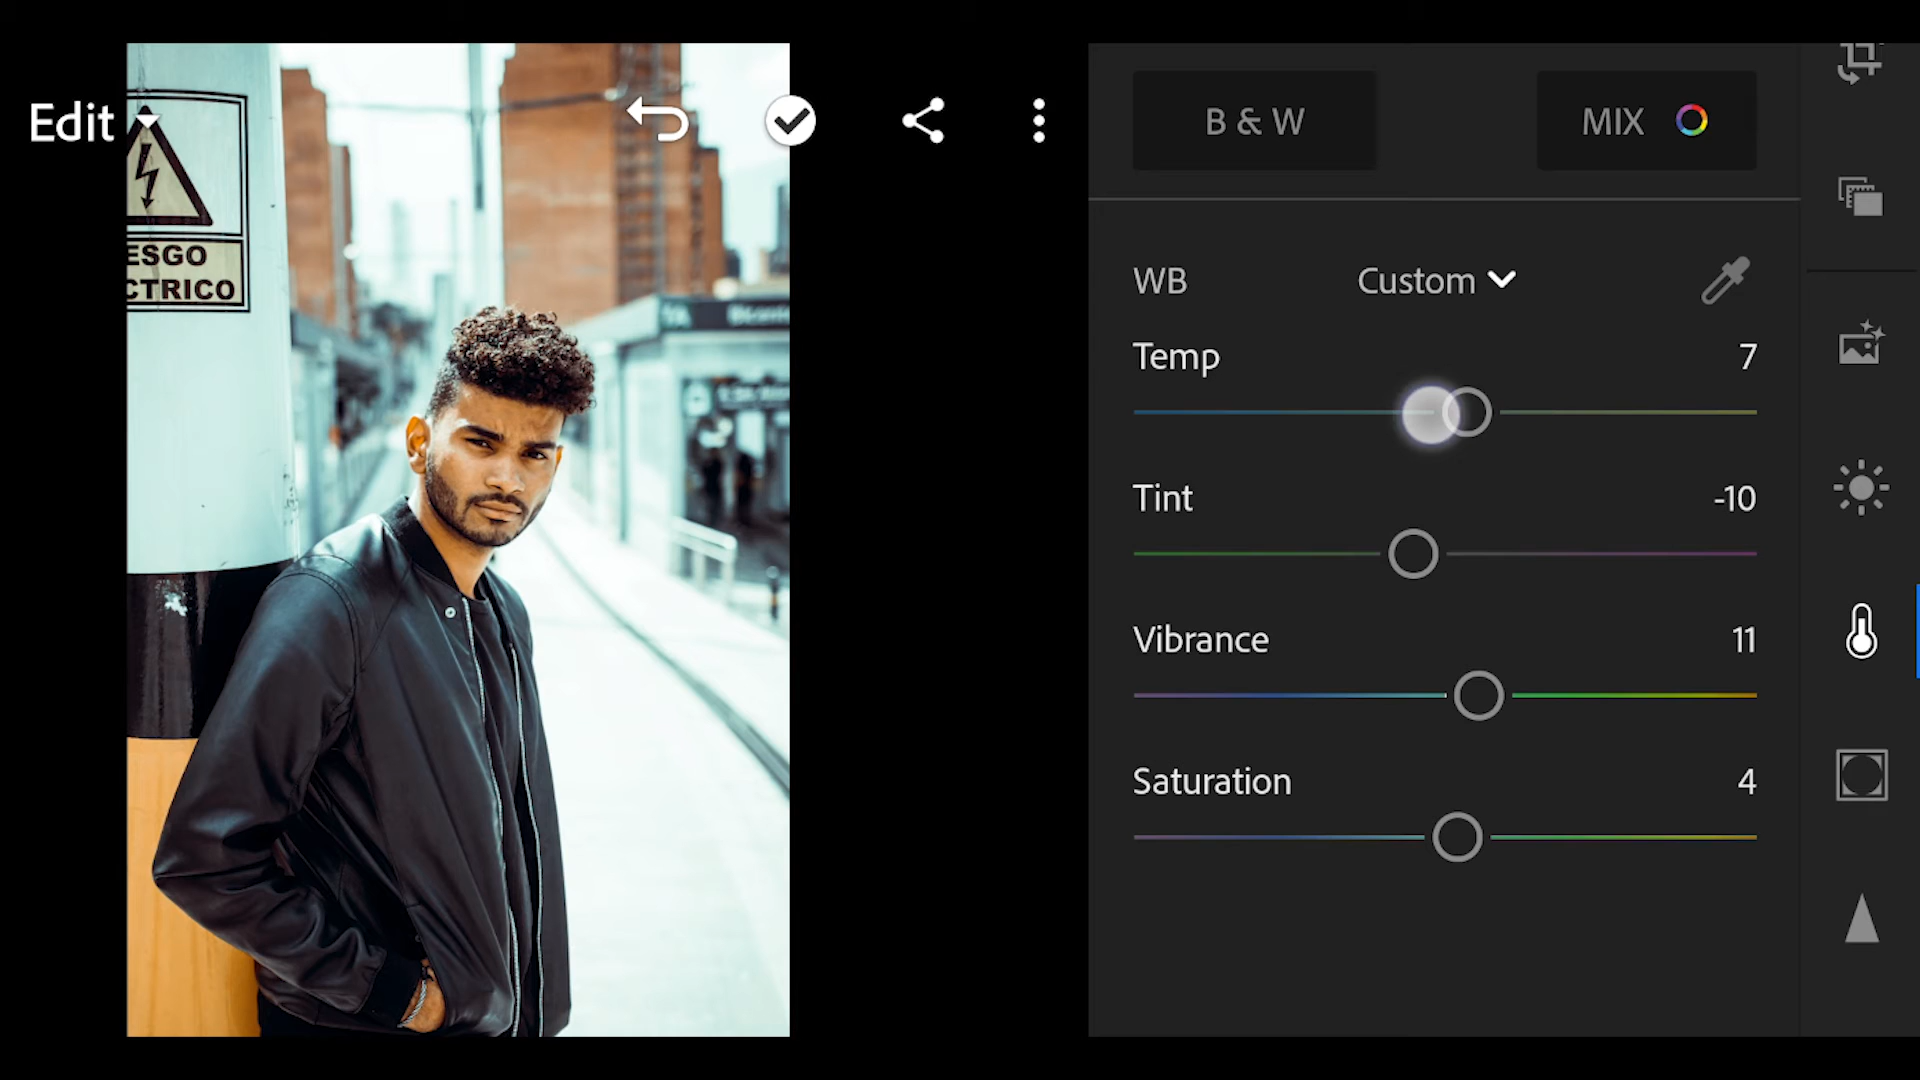 Edit
ESGO
CTRICO
B & W
MIX
WB
Custom
Temp
7
Tint
-10
Vibrance
11
Saturation
4